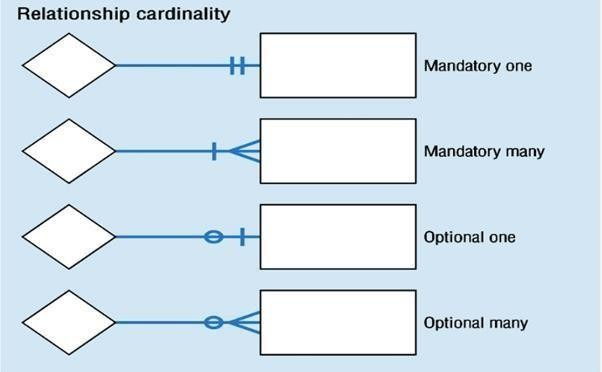 Relationship cardinality
Mandatory one
Mandatory many
Optional one
Optional many